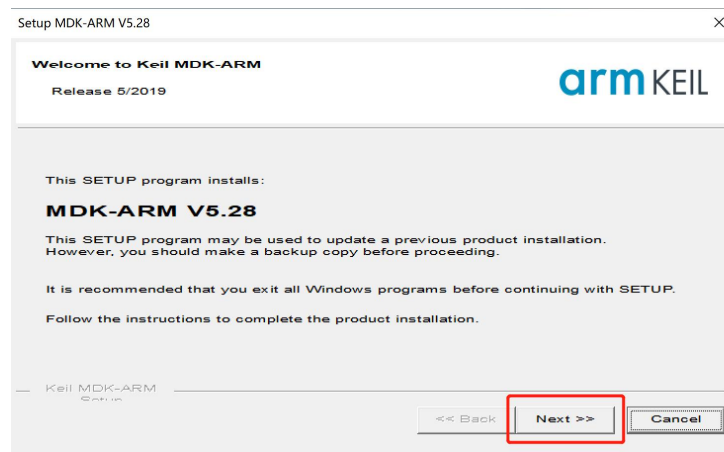 Setup MDK-ARM V5.28
Welcome to Keil MDK-ARM
Release 5/2019
arm KEIL
This SETUP program installs:
MDK-ARM V5.28
This SETUP program may be used to update a previous product installation.
However, you should make a backup copy before proceeding.
It is recommended that you exit all Windows programs before continuing with SETUP.
Follow the instructions to complete the product installation.
Keil MDK-ARM
Setup
<< Back
Next >>
Cancel